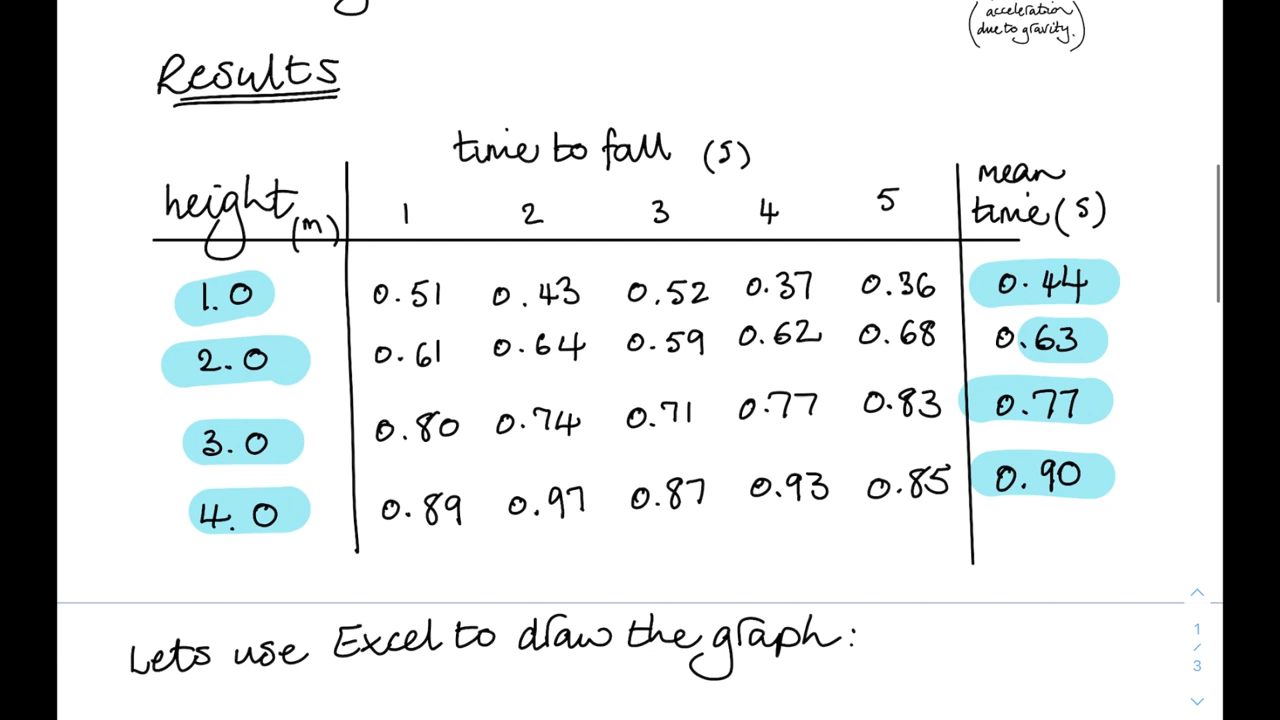 acceleration
due to gravity.
Results
time to fall (s)
mean
height (m) 1 2 3 4 5 time (s)
1.0 0.51 0.43 0.52 0.37 0.36 0.44
2.0 0.61 0.64 0.59 0.62 0.68 0.63
3.0 0.80 0.74 0.71 0.77 0.83 0.77
4.0 0.89 0.97 0.87 0.93 0.85 0.90
Lets use Excel to draw the graph:
1
/
3